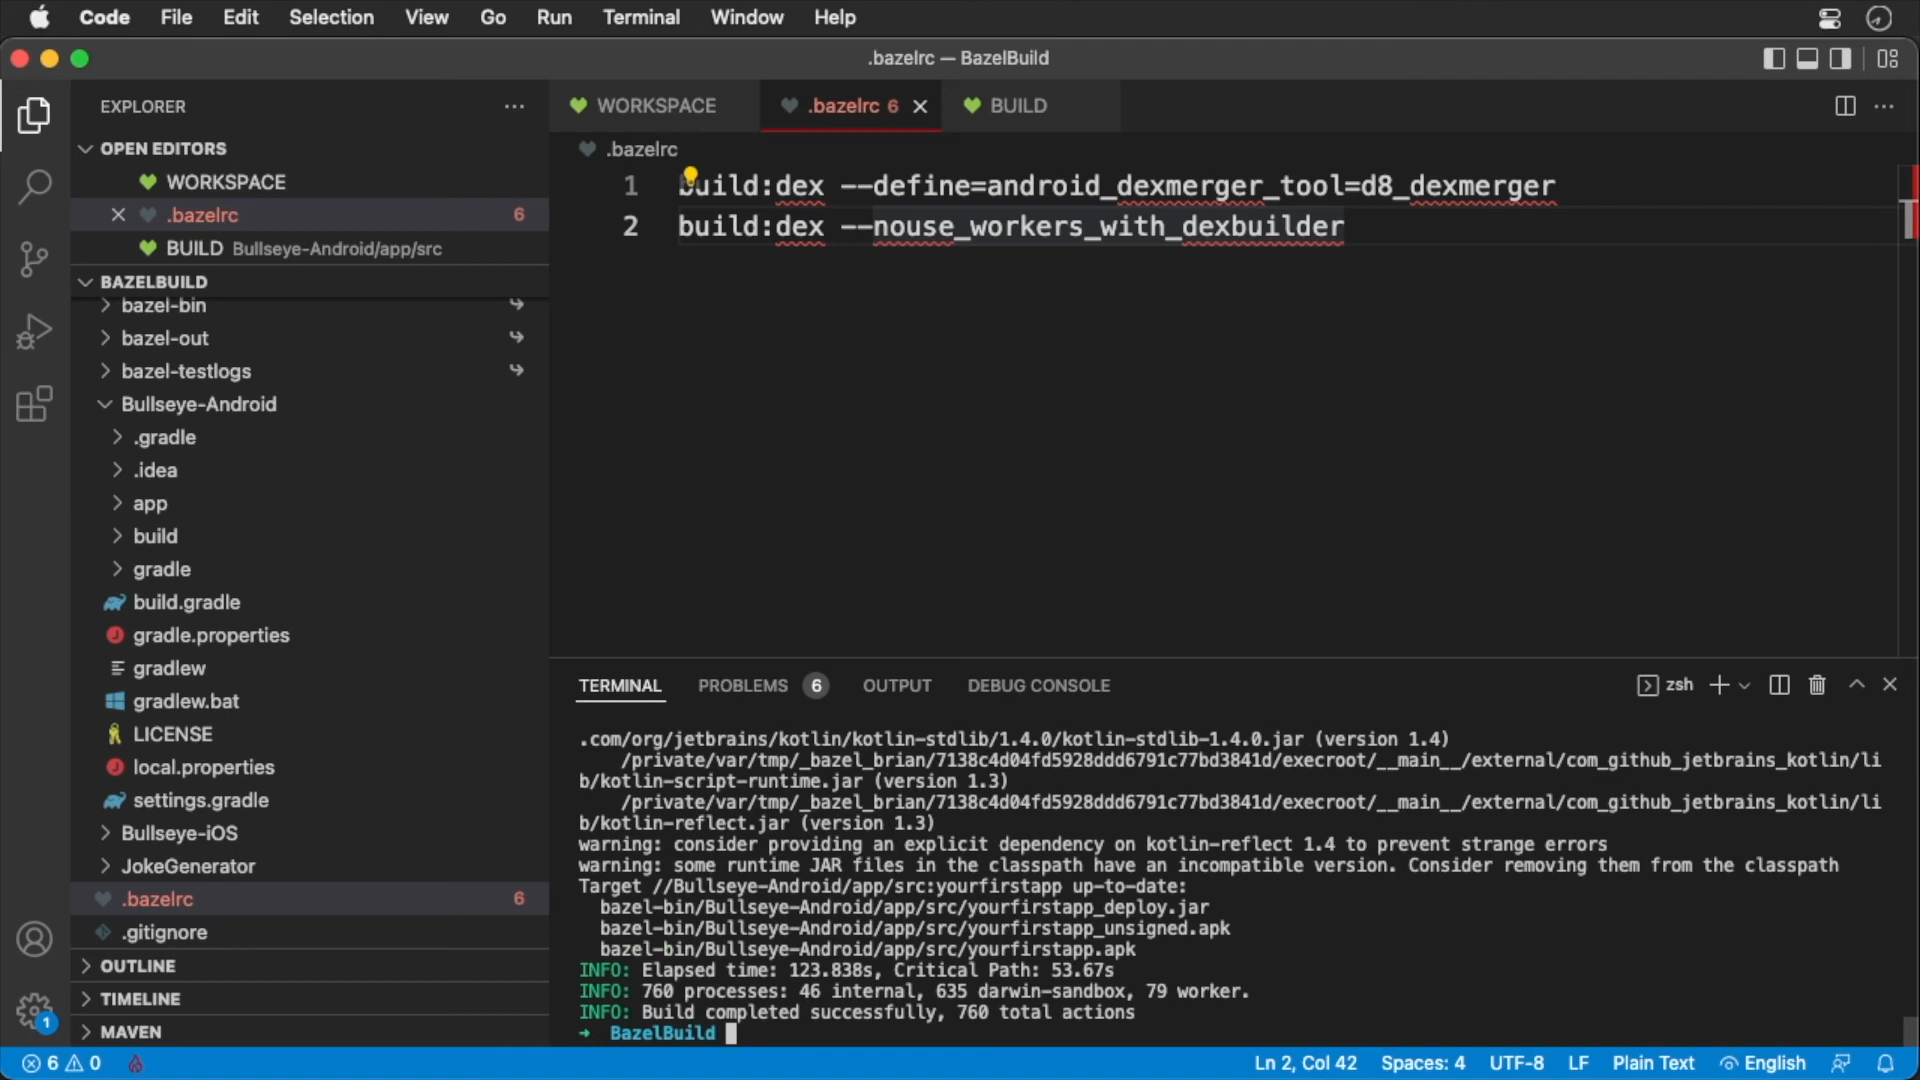 Code File Edit Selection View Go Run Terminal Window Help
.bazelrc — BazelBuild
EXPLORER
OPEN EDITORS
WORKSPACE
.bazelrc 6
BUILD Bullseye-Android/app/src
BAZELBUILD
bazel-bin
bazel-out
bazel-testlogs
Bullseye-Android
.gradle
.idea
app
build
gradle
build.gradle
gradle.properties
gradlew
gradlew.bat
LICENSE
local.properties
settings.gradle
Bullseye-iOS
JokeGenerator
.bazelrc 6
.gitignore
OUTLINE
TIMELINE
MAVEN
1
WORKSPACE .bazelrc 6 BUILD
.bazelrc
1 build:dex --define=android_dexmerger_tool=d8_dexmerger
2 build:dex --nouse_workers_with_dexbuilder
TERMINAL PROBLEMS 6 OUTPUT DEBUG CONSOLE zsh
.com/org/jetbrains/kotlin/kotlin-stdlib/1.4.0/kotlin-stdlib-1.4.0.jar (version 1.4)
/private/var/tmp/_bazel_brian/7138c4d04fd5928ddd6791c77bd3841d/execroot/__main__/external/com_github_jetbrains_kotlin/li
b/kotlin-script-runtime.jar (version 1.3)
/private/var/tmp/_bazel_brian/7138c4d04fd5928ddd6791c77bd3841d/execroot/__main__/external/com_github_jetbrains_kotlin/li
b/kotlin-reflect.jar (version 1.3)
warning: consider providing an explicit dependency on kotlin-reflect 1.4 to prevent strange errors
warning: some runtime JAR files in the classpath have an incompatible version. Consider removing them from the classpath
Target //Bullseye-Android/app/src:yourfirstapp up-to-date:
bazel-bin/Bullseye-Android/app/src/yourfirstapp_deploy.jar
bazel-bin/Bullseye-Android/app/src/yourfirstapp_unsigned.apk
bazel-bin/Bullseye-Android/app/src/yourfirstapp.apk
INFO: Elapsed time: 123.838s, Critical Path: 53.67s
INFO: 760 processes: 46 internal, 635 darwin-sandbox, 79 worker.
INFO: Build completed successfully, 760 total actions
➜ BazelBuild
6 0 Ln 2, Col 42 Spaces: 4 UTF-8 LF Plain Text English